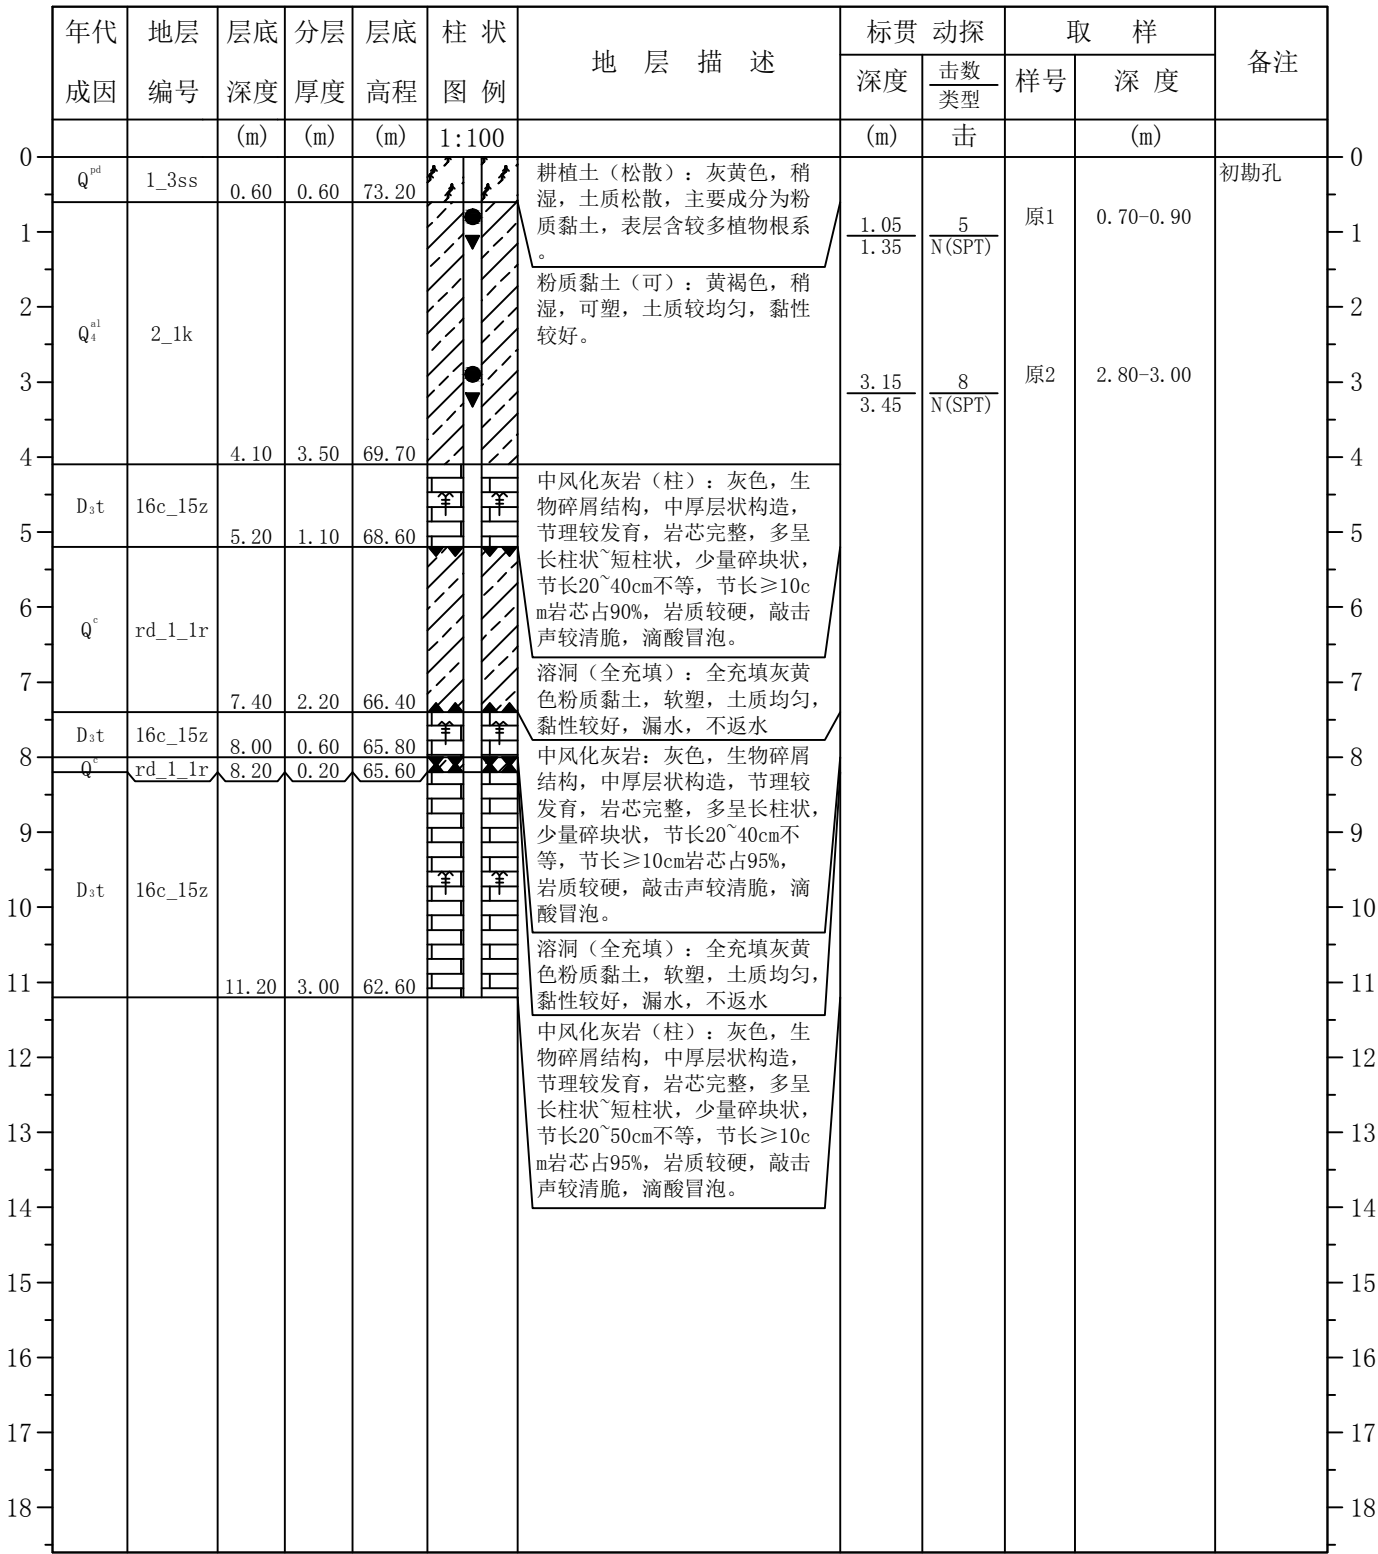 年代 地层 层底 分层 层底 柱 状 地 层 描 述 标贯 动探 取 样 备注
成因 编号 深度 厚度 高程 图 例 深度 击数 样号 深 度
类型
(m) (m) (m) 1:100 (m) 击 (m)
0 0
Q^pd 1_3ss 0.60 0.60 73.20
耕植土（松散）：灰黄色，稍
湿，土质松散，主要成分为粉
质黏土，表层含较多植物根系
。
初勘孔
1.05 5 原1 0.70-0.90
1.35 N(SPT)
1 1
粉质黏土（可）：黄褐色，稍
湿，可塑，土质较均匀，黏性
较好。
2 2
Q₄^al 2_1k
3 3
3.15 8 原2 2.80-3.00
3.45 N(SPT)
4.10 3.50 69.70
4 4
中风化灰岩（柱）：灰色，生
物碎屑结构，中厚层状构造，
节理较发育，岩芯完整，多呈
长柱状~短柱状，少量碎块状，
节长20~40cm不等，节长≥10c
m岩芯占90%，岩质较硬，敲击
声较清脆，滴酸冒泡。
D₃t 16c_15z
5.20 1.10 68.60
5 5
6 6
Q^c rd_1_1r
溶洞（全充填）：全充填灰黄
色粉质黏土，软塑，土质均匀，
黏性较好，漏水，不返水
7 7
7.40 2.20 66.40
D₃t 16c_15z 8.00 0.60 65.80
8 8
Q^c rd_1_1r 8.20 0.20 65.60
中风化灰岩：灰色，生物碎屑
结构，中厚层状构造，节理较
发育，岩芯完整，多呈长柱状，
少量碎块状，节长20~40cm不
等，节长≥10cm岩芯占95%，
岩质较硬，敲击声较清脆，滴
酸冒泡。
9 9
D₃t 16c_15z
10 10
溶洞（全充填）：全充填灰黄
色粉质黏土，软塑，土质均匀，
黏性较好，漏水，不返水
11 11
11.20 3.00 62.60
中风化灰岩（柱）：灰色，生
物碎屑结构，中厚层状构造，
节理较发育，岩芯完整，多呈
长柱状~短柱状，少量碎块状，
节长20~50cm不等，节长≥10c
m岩芯占95%，岩质较硬，敲击
声较清脆，滴酸冒泡。
12 12
13 13
14 14
15 15
16 16
17 17
18 18